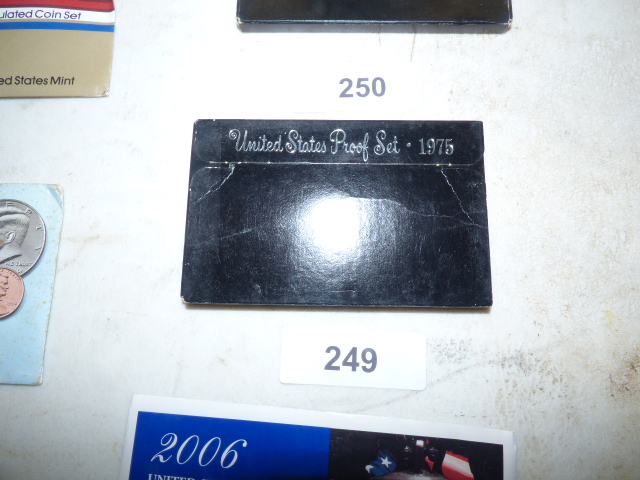 ulated Coin Set
ed States Mint
250
United States Proof Set · 1975
249
2006